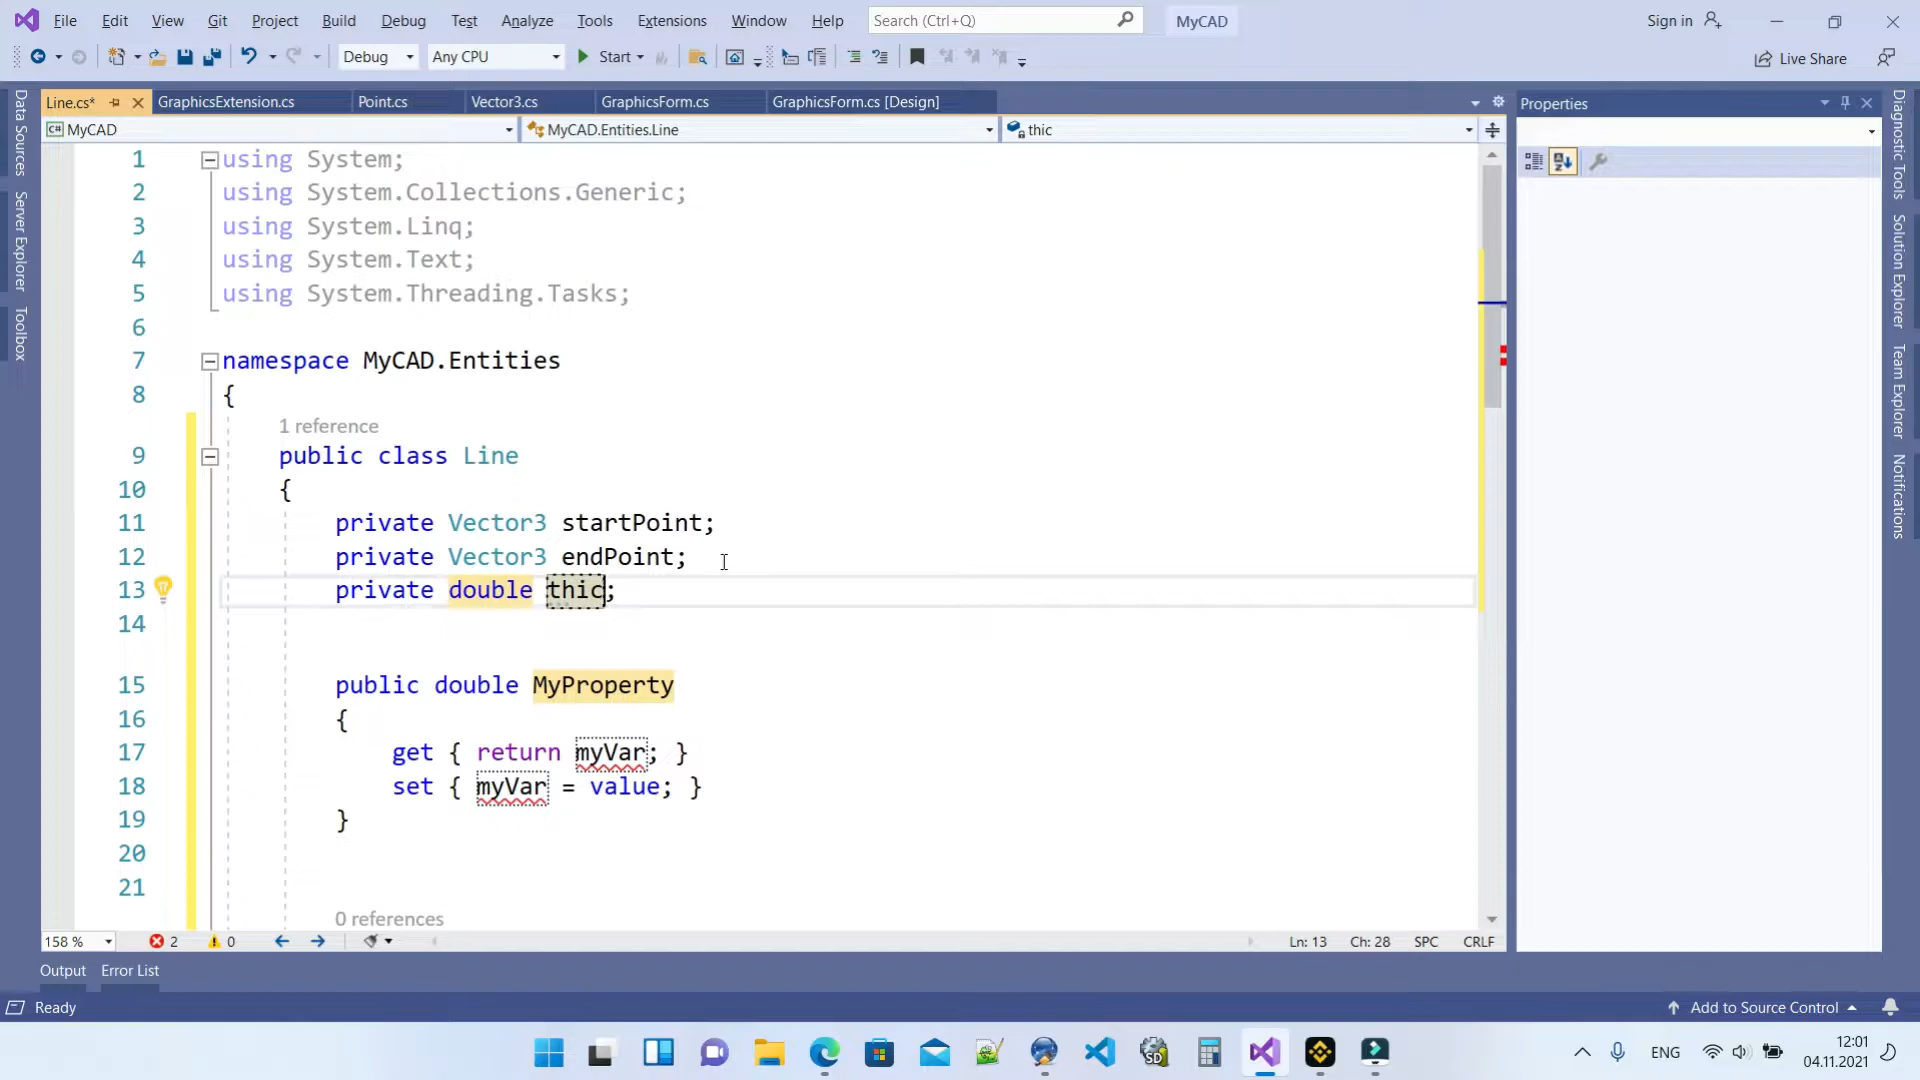 File Edit View Git Project Build Debug Test Analyze Tools Extensions Window Help Search (Ctrl+Q) MyCAD Sign in
Debug Any CPU Start Live Share
Line.cs* GraphicsExtension.cs Point.cs Vector3.cs GraphicsForm.cs GraphicsForm.cs [Design] Properties
C# MyCAD MyCAD.Entities.Line thic
Data Sources
Server Explorer
Toolbox
1 using System;
2 using System.Collections.Generic;
3 using System.Linq;
4 using System.Text;
5 using System.Threading.Tasks;
6
7 namespace MyCAD.Entities
8 {
1 reference
9 public class Line
10 {
11 private Vector3 startPoint;
12 private Vector3 endPoint;
13 private double thic;
14
15 public double MyProperty
16 {
17 get { return myVar; }
18 set { myVar = value; }
19 }
20
21
0 references
Diagnostic Tools
Solution Explorer
Team Explorer
Notifications
158 % 2 0 Ln: 13 Ch: 28 SPC CRLF
Output Error List
Ready Add to Source Control
SD ENG 12:01
04.11.2021